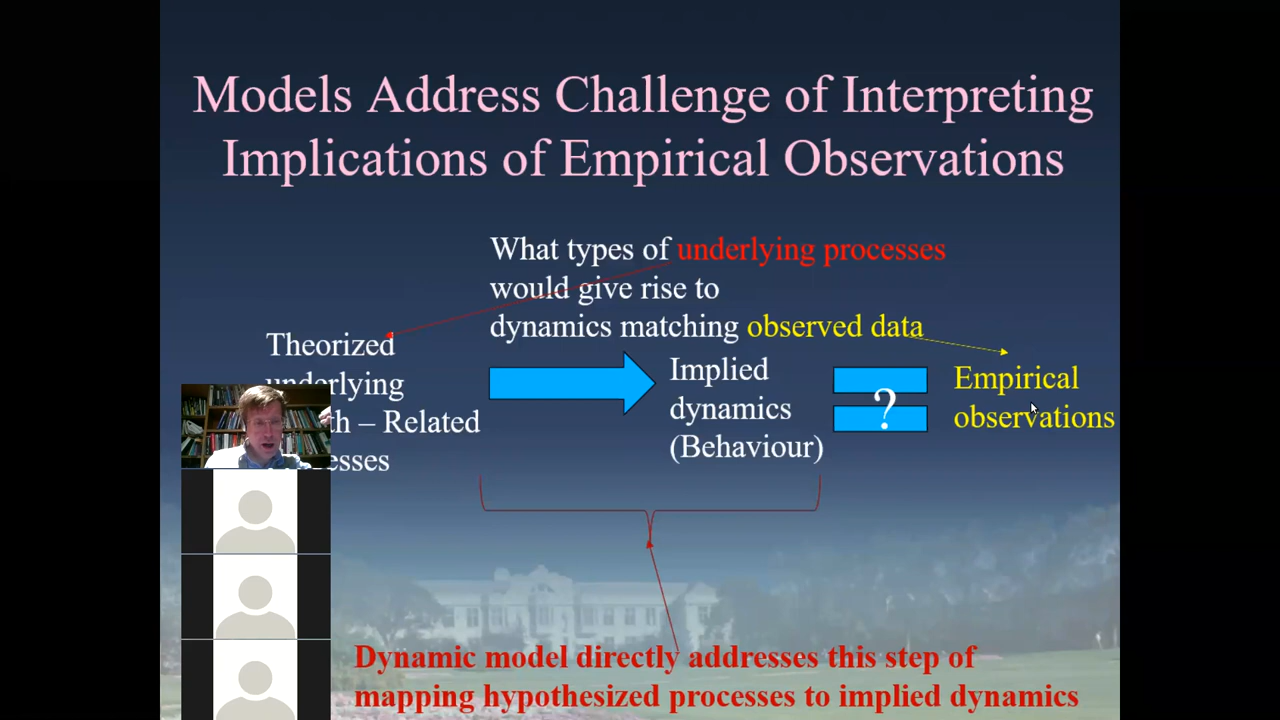 Models Address Challenge of Interpreting
Implications of Empirical Observations
What types of underlying processes
would give rise to
dynamics matching observed data
Theorized
underlying
– Related
Implied
dynamics
(Behaviour)
?
Empirical
observations
Dynamic model directly addresses this step of
mapping hypothesized processes to implied dynamics